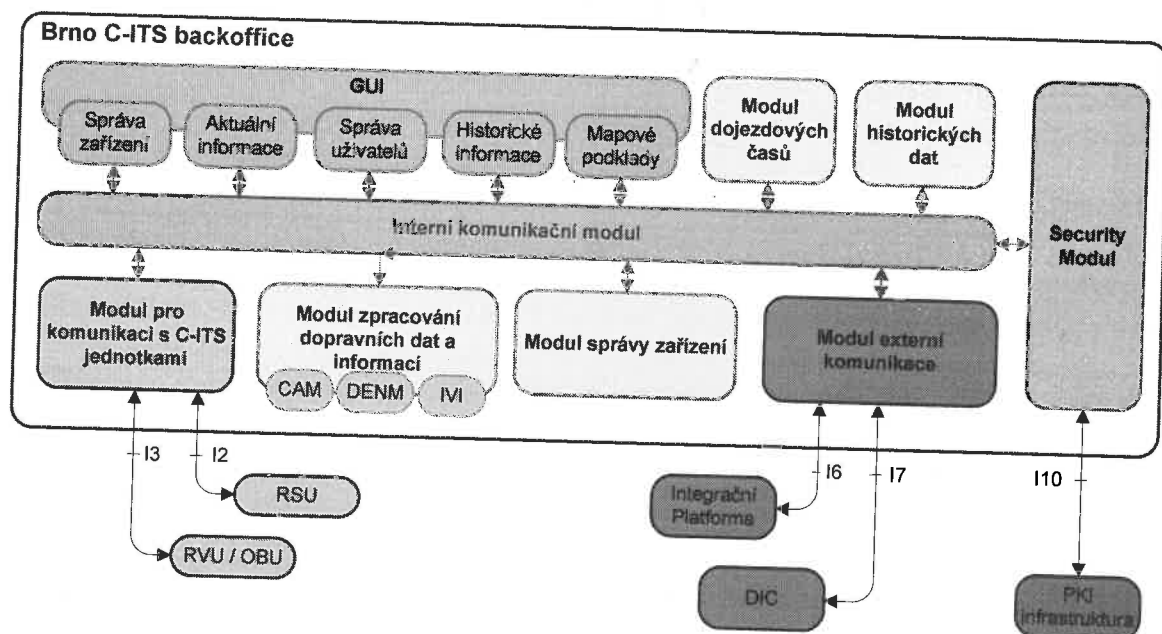 Brno C-ITS backoffice
GUI
Správa
zařízení
Aktuální
informace
Správa
uživatelů
Historické
informace
Mapové
podklady
Modul
dojezdových
časů
Modul
historických
dat
Security
Modul
Interní komunikační modul
Modul pro
komunikaci s C-ITS
jednotkami
Modul zpracování
dopravních dat a
informací
CAM
DENM
IVI
Modul správy zařízení
Modul externí
komunikace
I3
I2
I6
I7
I10
RSU
RVU / OBU
Integrační
Platforma
DIC
PKI
infrastruktura